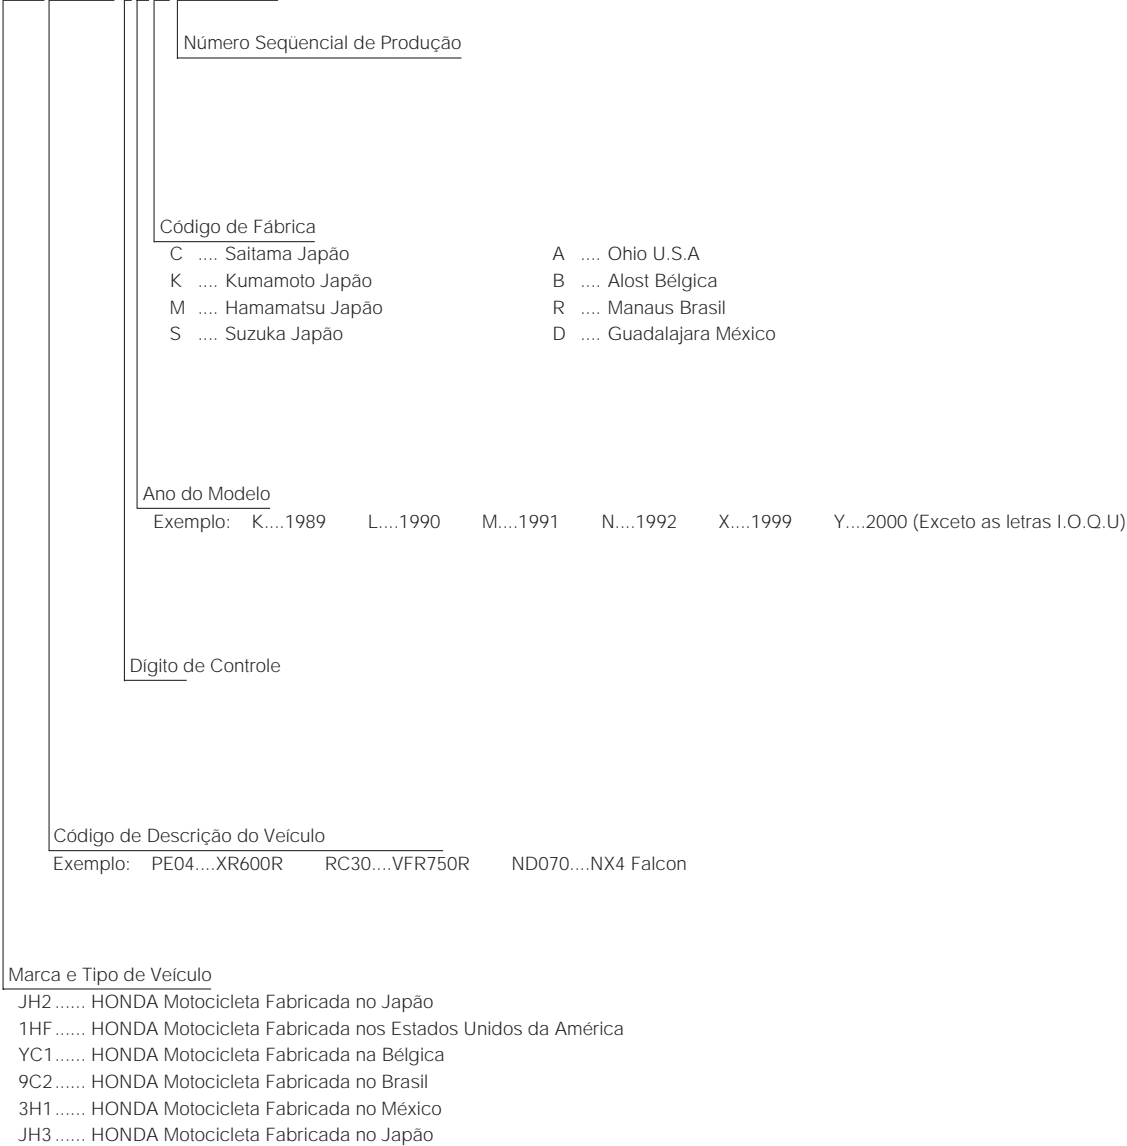 Número Seqüencial de Produção
Código de Fábrica
C .... Saitama Japão A .... Ohio U.S.A
K .... Kumamoto Japão B .... Alost Bélgica
M .... Hamamatsu Japão R .... Manaus Brasil
S .... Suzuka Japão D .... Guadalajara México
Ano do Modelo
Exemplo: K....1989 L....1990 M....1991 N....1992 X....1999 Y....2000 (Exceto as letras I.O.Q.U)
Dígito de Controle
Código de Descrição do Veículo
Exemplo: PE04....XR600R RC30....VFR750R ND070....NX4 Falcon
Marca e Tipo de Veículo
JH2...... HONDA Motocicleta Fabricada no Japão
1HF...... HONDA Motocicleta Fabricada nos Estados Unidos da América
YC1...... HONDA Motocicleta Fabricada na Bélgica
9C2...... HONDA Motocicleta Fabricada no Brasil
3H1...... HONDA Motocicleta Fabricada no México
JH3...... HONDA Motocicleta Fabricada no Japão